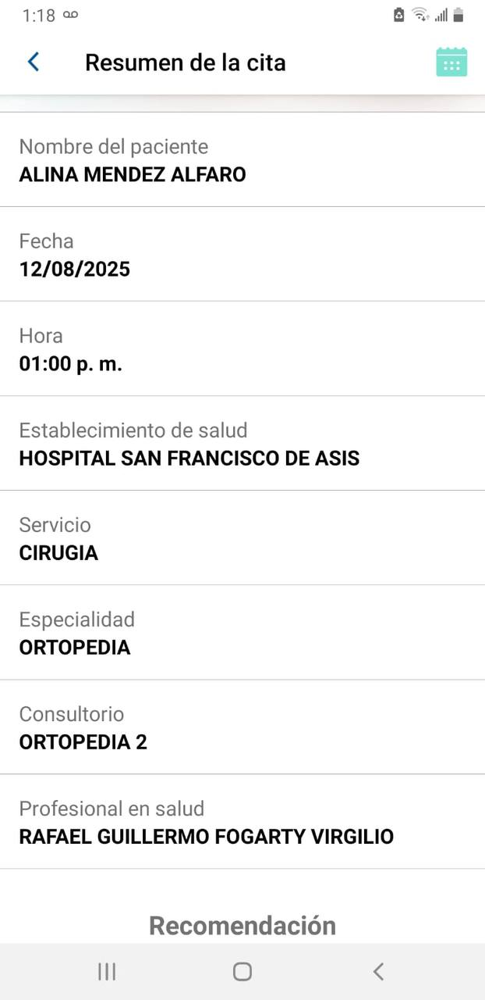 1:18
Resumen de la cita
Nombre del paciente
ALINA MENDEZ ALFARO
Fecha
12/08/2025
Hora
01:00 p. m.
Establecimiento de salud
HOSPITAL SAN FRANCISCO DE ASIS
Servicio
CIRUGIA
Especialidad
ORTOPEDIA
Consultorio
ORTOPEDIA 2
Profesional en salud
RAFAEL GUILLERMO FOGARTY VIRGILIO
Recomendación